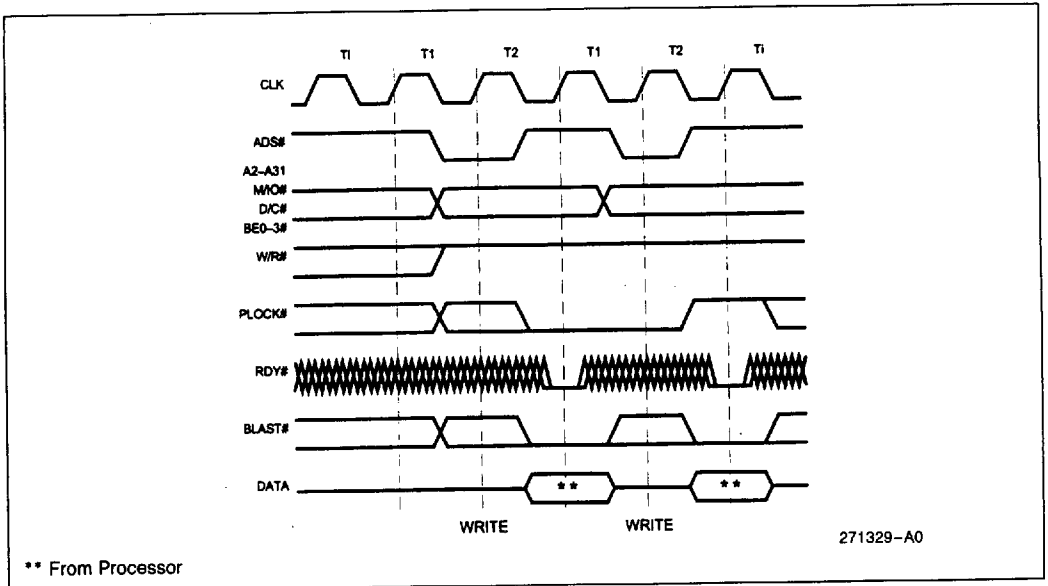 TI T1 T2 T1 T2 Ti
CLK
ADS#
A2–A31
M/IO#
D/C#
BE0–3#
W/R#
PLOCK#
RDY#
BLAST#
DATA
** **
WRITE WRITE
271329–A0
** From Processor